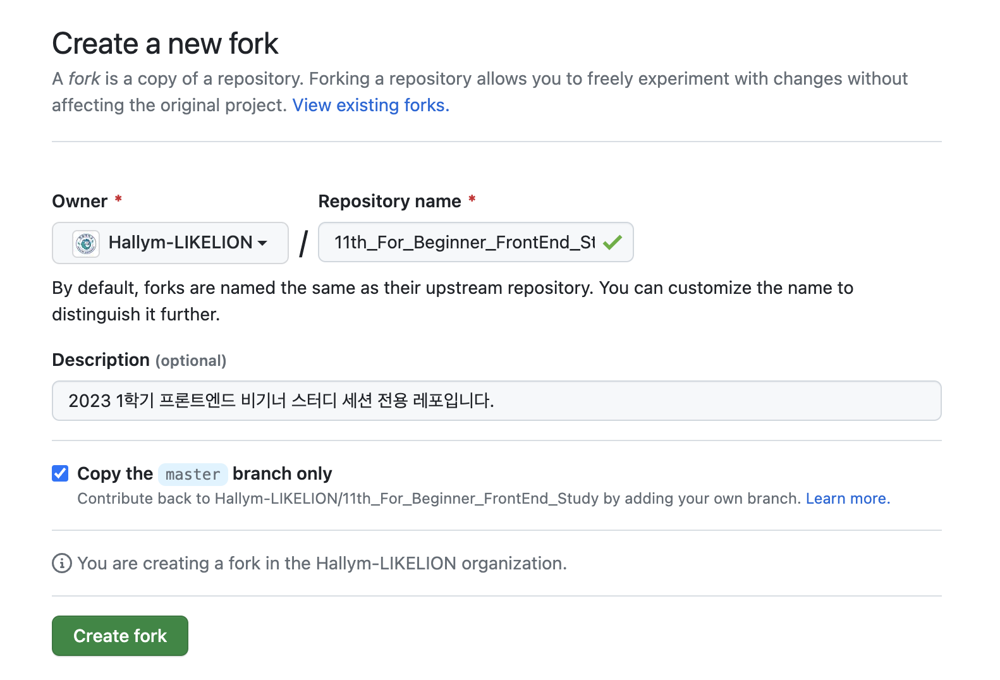 Create a new fork
A fork is a copy of a repository. Forking a repository allows you to freely experiment with changes without
affecting the original project. View existing forks.
Owner *
Repository name *
Hallym-LIKELION
/
11th_For_Beginner_FrontEnd_St
By default, forks are named the same as their upstream repository. You can customize the name to
distinguish it further.
Description (optional)
2023 1학기 프론트엔드 비기너 스터디 세션 전용 레포입니다.
Copy the master branch only
Contribute back to Hallym-LIKELION/11th_For_Beginner_FrontEnd_Study by adding your own branch. Learn more.
You are creating a fork in the Hallym-LIKELION organization.
Create fork